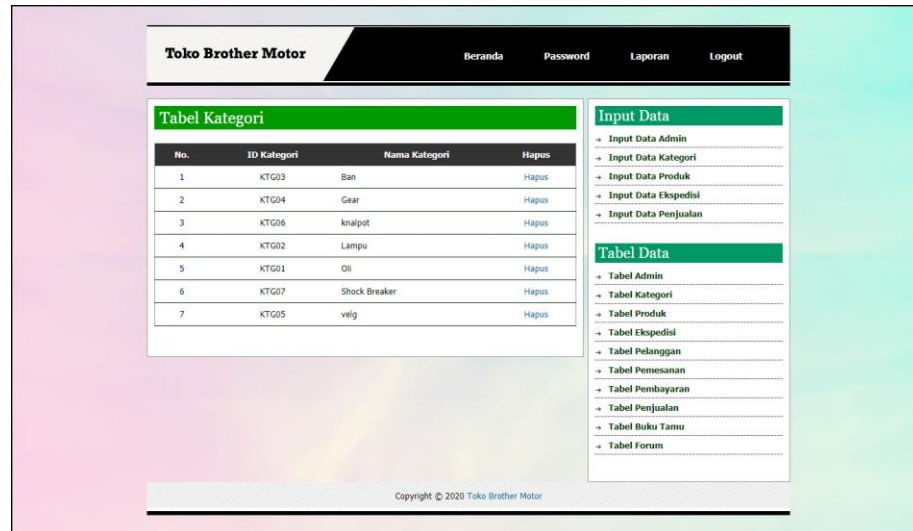 Toko Brother Motor
Beranda Password Laporan Logout
Tabel Kategori
No. ID Kategori Nama Kategori Hapus
1 KTG03 Ban Hapus
2 KTG04 Gear Hapus
3 KTG06 knalpot Hapus
4 KTG02 Lampu Hapus
5 KTG01 Oli Hapus
6 KTG07 Shock Breaker Hapus
7 KTG05 velg Hapus
Input Data
→ Input Data Admin
→ Input Data Kategori
→ Input Data Produk
→ Input Data Ekspedisi
→ Input Data Penjualan
Tabel Data
→ Tabel Admin
→ Tabel Kategori
→ Tabel Produk
→ Tabel Ekspedisi
→ Tabel Pelanggan
→ Tabel Pemesanan
→ Tabel Pembayaran
→ Tabel Penjualan
→ Tabel Buku Tamu
→ Tabel Forum
Copyright © 2020 Toko Brother Motor